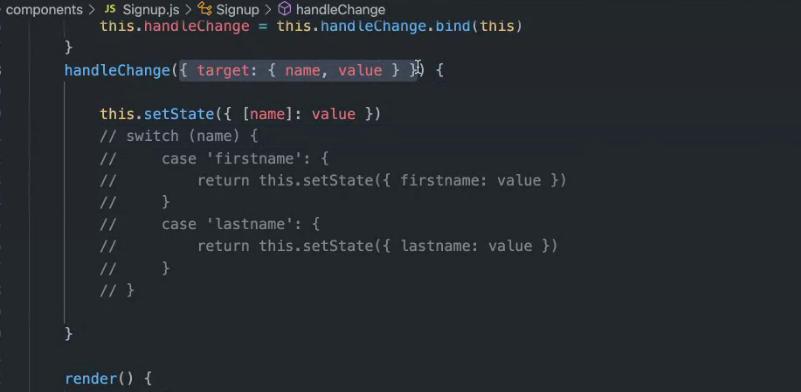 components > JS Signup.js > Signup > handleChange
this.handleChange = this.handleChange.bind(this)
}
handleChange({ target: { name, value } }) {
this.setState({ [name]: value })
// switch (name) {
//     case 'firstname': {
//         return this.setState({ firstname: value })
//     }
//     case 'lastname': {
//         return this.setState({ lastname: value })
//     }
// }
}
render() {